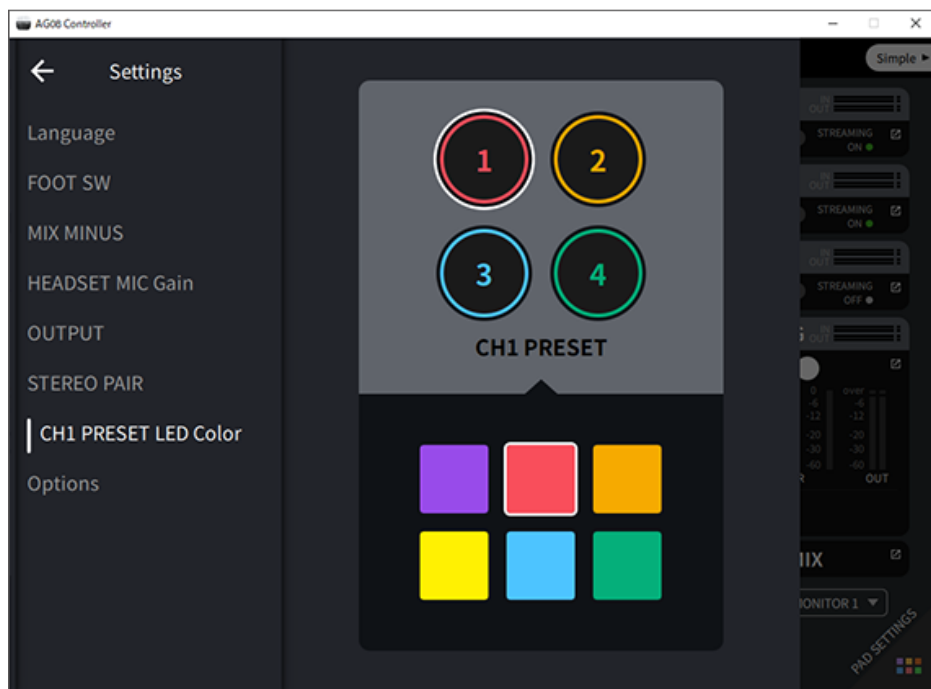 AG08 Controller
Settings
Language
FOOT SW
MIX MINUS
HEADSET MIC Gain
OUTPUT
STEREO PAIR
CH1 PRESET LED Color
Options
1
2
3
4
CH1 PRESET
Simple
IN
OUT
STREAMING
ON
IN
OUT
STREAMING
ON
IN
OUT
STREAMING
OFF
G
IN
OUT
0 over
-6 -6
-12 -12
-20 -20
-30 -30
-60 -60
R OUT
MIX
MONITOR 1
PAD SETTINGS